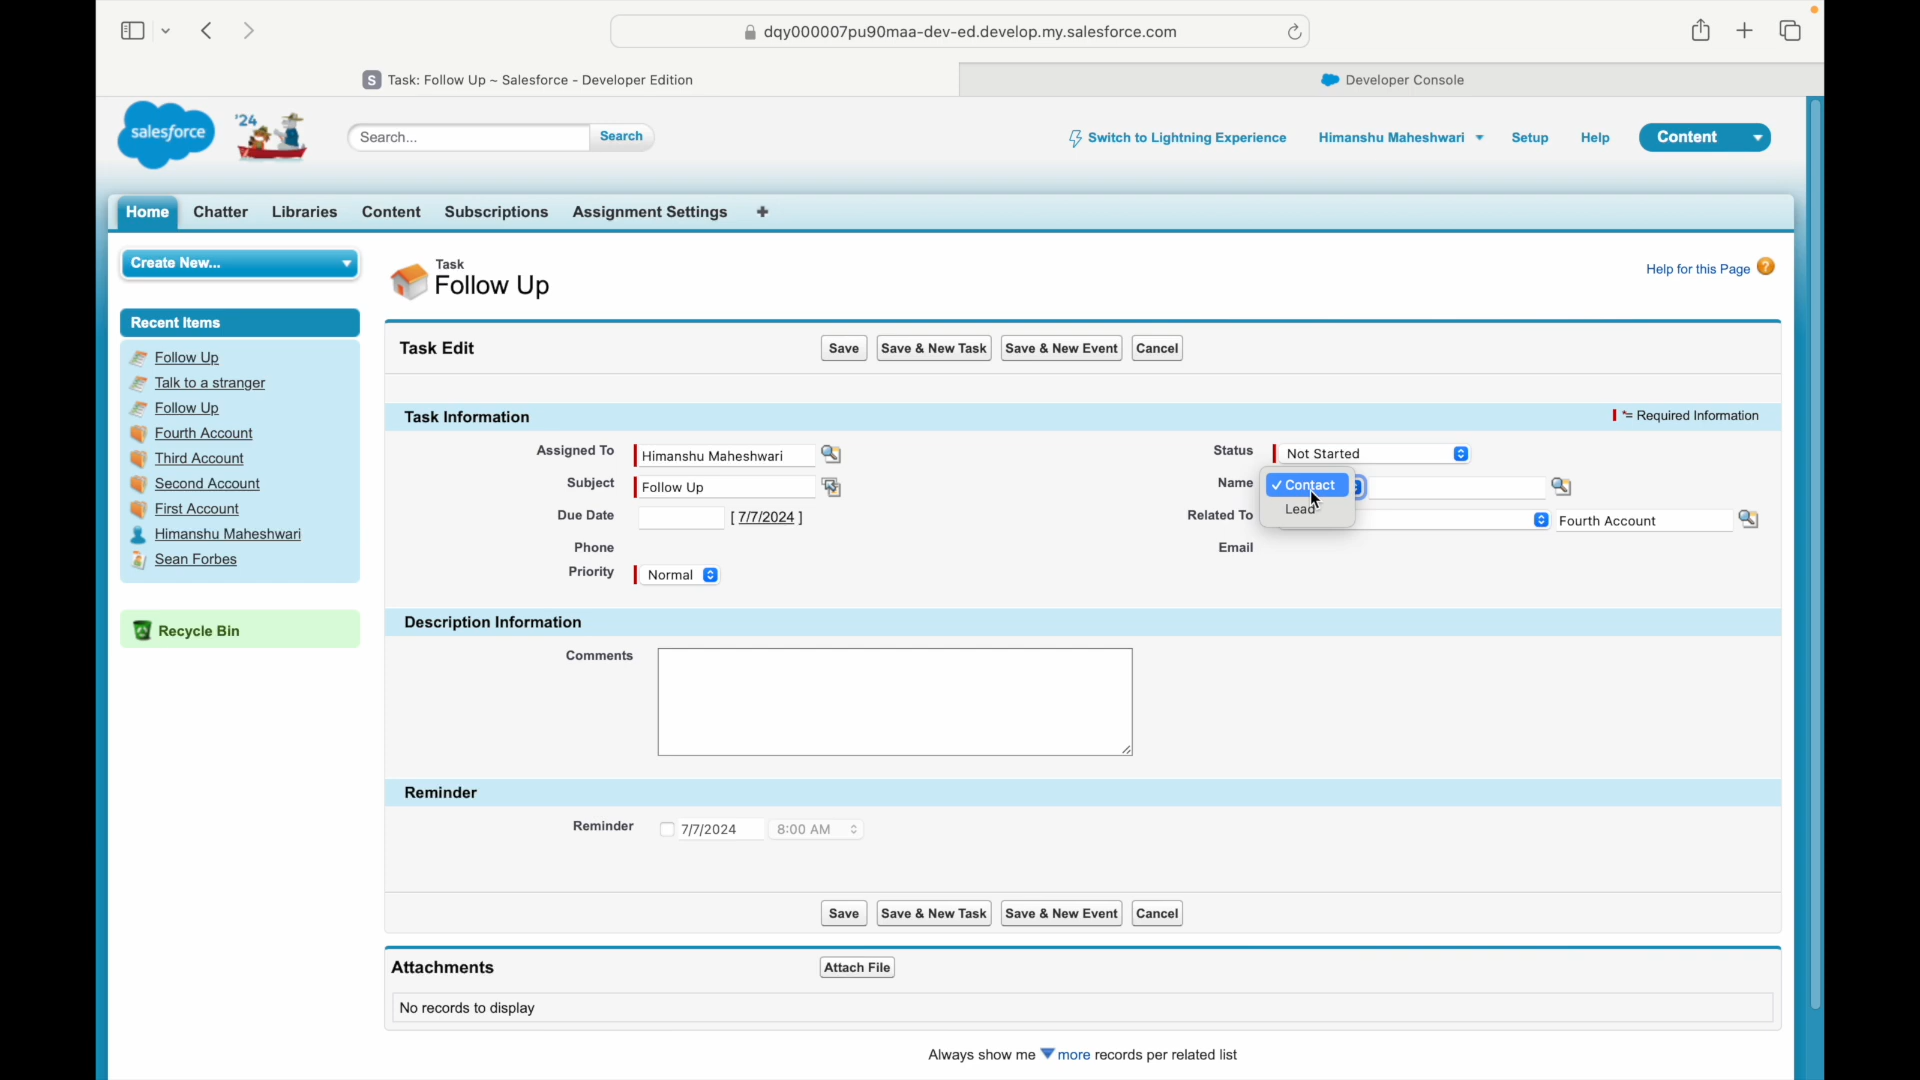 dqy000007pu90maa-dev-ed.develop.my.salesforce.com
S Task: Follow Up ~ Salesforce - Developer Edition
Developer Console
salesforce
'24
Search...
Search
Switch to Lightning Experience
Himanshu Maheshwari
Setup
Help
Content
Home
Chatter
Libraries
Content
Subscriptions
Assignment Settings
+
Create New...
Recent Items
Follow Up
Talk to a stranger
Follow Up
Fourth Account
Third Account
Second Account
First Account
Himanshu Maheshwari
Sean Forbes
Recycle Bin
Task
Follow Up
Help for this Page ?
Task Edit
Save
Save & New Task
Save & New Event
Cancel
Task Information
*= Required Information
Assigned To Himanshu Maheshwari
Status Not Started
Subject Follow Up
Name ✓ Contact
Lead
Due Date [ 7/7/2024 ]
Related To Fourth Account
Phone
Email
Priority Normal
Description Information
Comments
Reminder
Reminder 7/7/2024 8:00 AM
Save
Save & New Task
Save & New Event
Cancel
Attachments
Attach File
No records to display
Always show me more records per related list